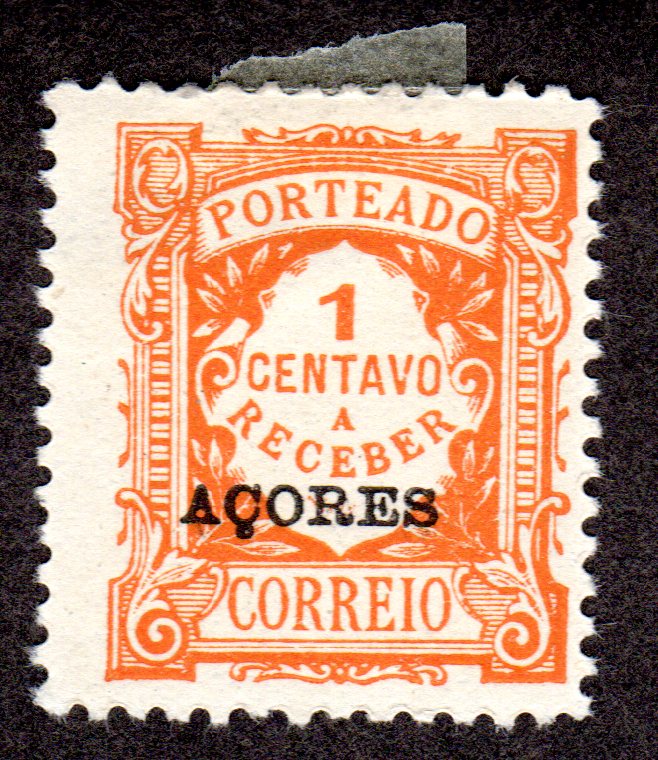 PORTEADO
1
CENTAVO
A
RECEBER
AÇORES
CORREIO